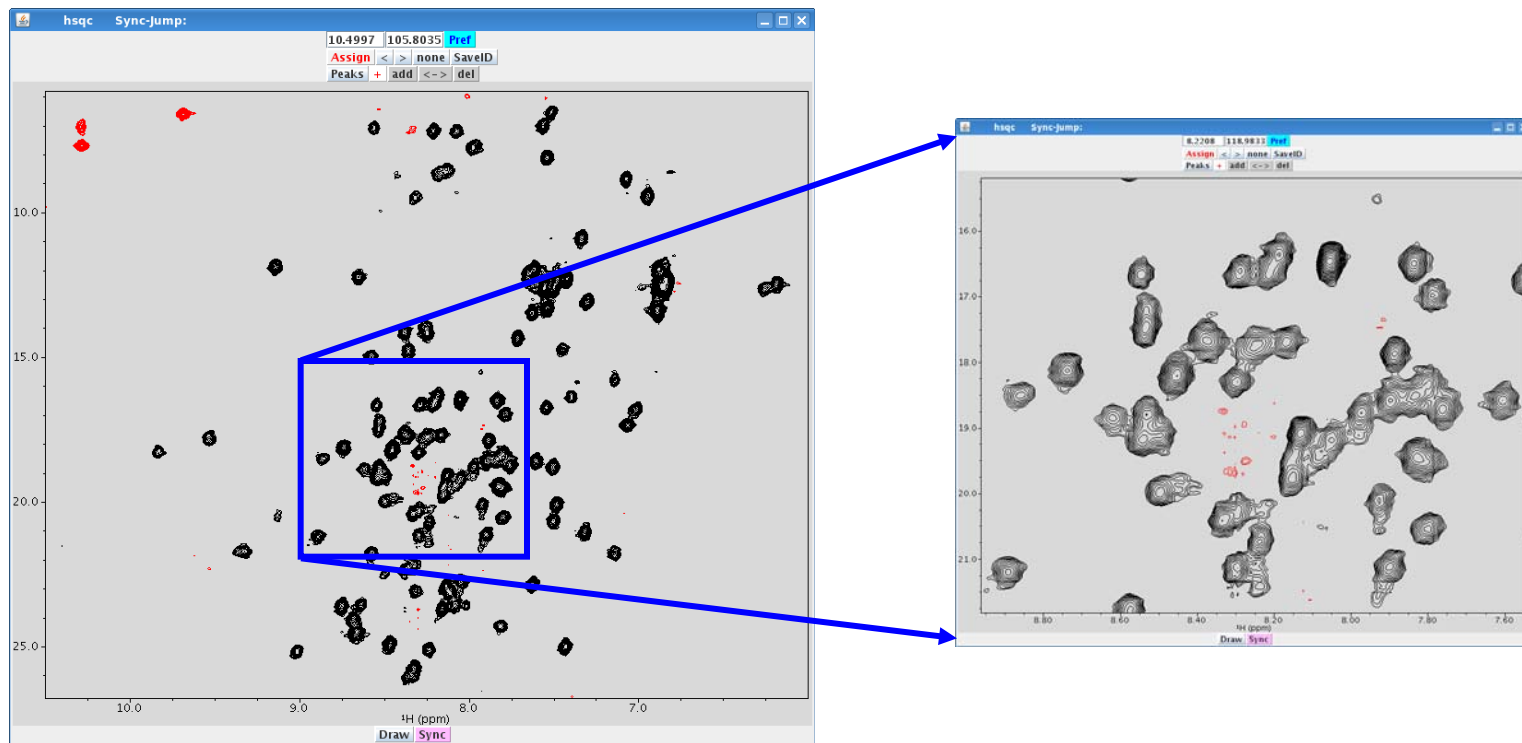 hsqc Sync-Jump:
10.4997 105.8035 Pref
Assign < > none SaveID
Peaks + add <-> del
10.0
15.0
20.0
25.0
10.0 9.0 8.0 7.0
¹H (ppm)
Draw Sync
hsqc Sync-Jump:
8.2208 118.9833 Pref
Assign < > none SaveID
Peaks + add <-> del
16.0
17.0
18.0
19.0
20.0
21.0
8.80 8.60 8.40 8.20 8.00 7.80 7.60
¹H (ppm)
Draw Sync